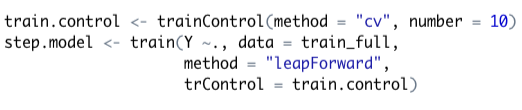 train.control <- trainControl(method = "cv", number = 10)
step.model <- train(Y ~., data = train_full,
method = "leapForward",
trControl = train.control)